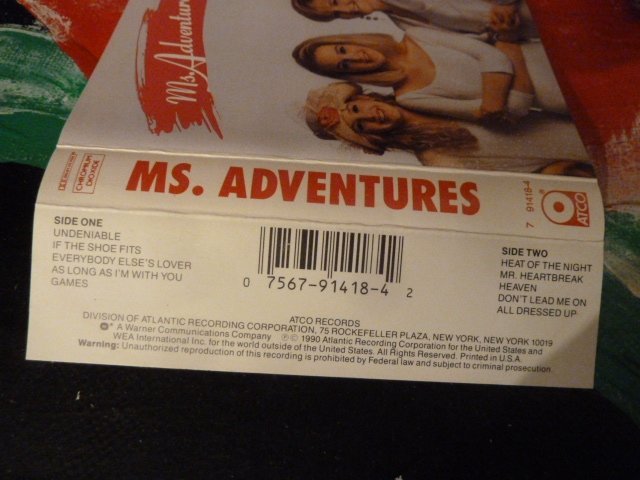 Ms. Adventures
CHROMIUM
DIOXIDE
MS. ADVENTURES
7 91418-4
ATCO
SIDE ONE
UNDENIABLE
IF THE SHOE FITS
EVERYBODY ELSE'S LOVER
AS LONG AS I'M WITH YOU
GAMES
0 7567-91418-4 2
SIDE TWO
HEAT OF THE NIGHT
MR. HEARTBREAK
HEAVEN
DON'T LEAD ME ON
ALL DRESSED UP
ATCO RECORDS
DIVISION OF ATLANTIC RECORDING CORPORATION, 75 ROCKEFELLER PLAZA, NEW YORK, NEW YORK 10019
A Warner Communications Company ℗© 1990 Atlantic Recording Corporation for the United States and
WEA International Inc. for the world outside of the United States. All Rights Reserved. Printed in U.S.A.
Warning: Unauthorized reproduction of this recording is prohibited by Federal law and subject to criminal prosecution.